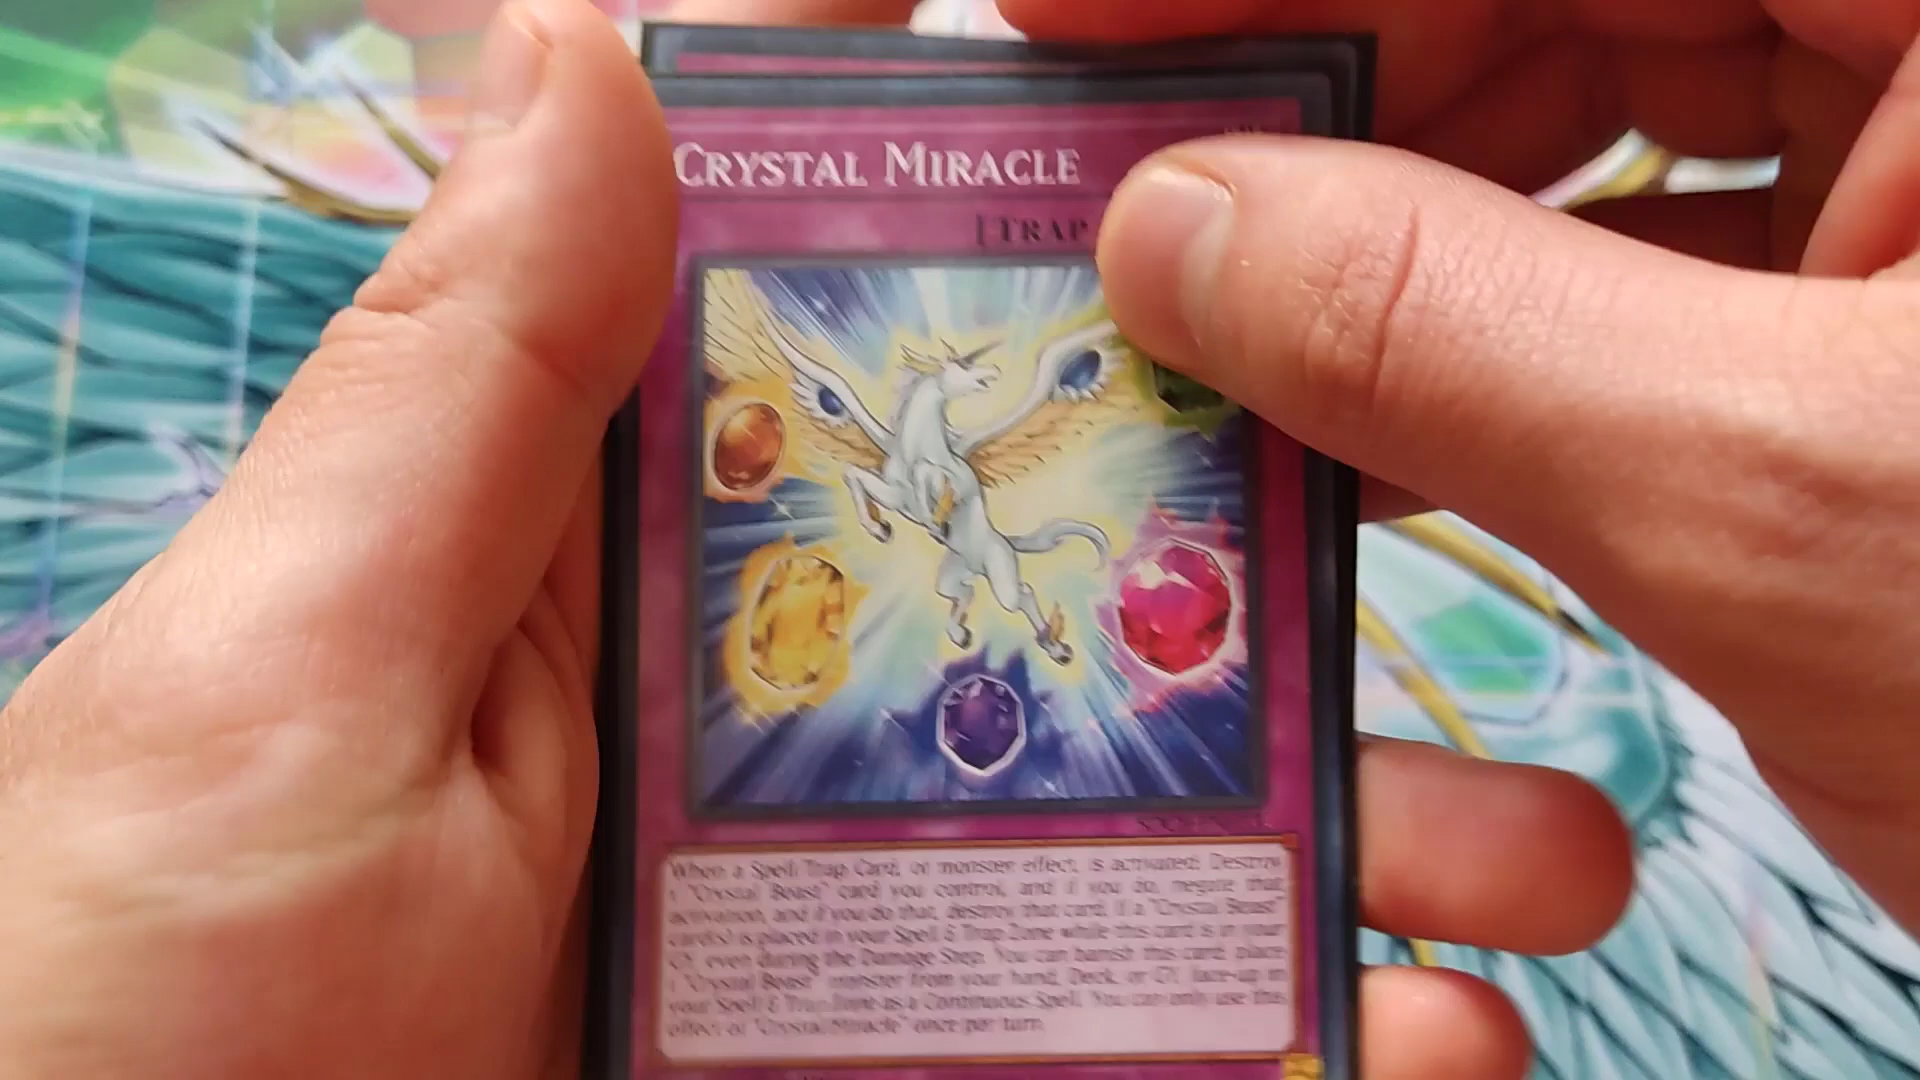 CRYSTAL MIRACLE
[TRAP
When a Spell/Trap Card, or monster effect, is activated: Destroy
1 "Crystal Beast" card you control, and if you do, negate that
activation, and if you do that, destroy that card. If a "Crystal Beast"
card(s) is placed in your Spell & Trap Zone while this card is in your
GY, even during the Damage Step: You can banish this card; place
1 "Crystal Beast" monster from your hand, Deck, or GY, face-up in
your Spell & Trap Zone as a Continuous Spell. You can only use this
effect of "Crystal Miracle" once per turn.